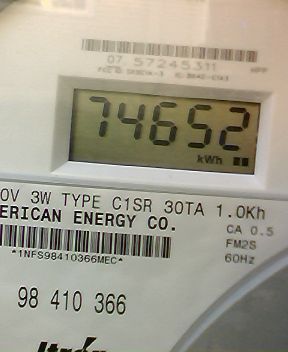 07 57245311
74652
kWh
0V 3W TYPE C1SR 30TA 1.0Kh
ERICAN ENERGY CO.
CA 0.5
FM2S
60Hz
*1NFS98410366MEC*
98 410 366
Itron